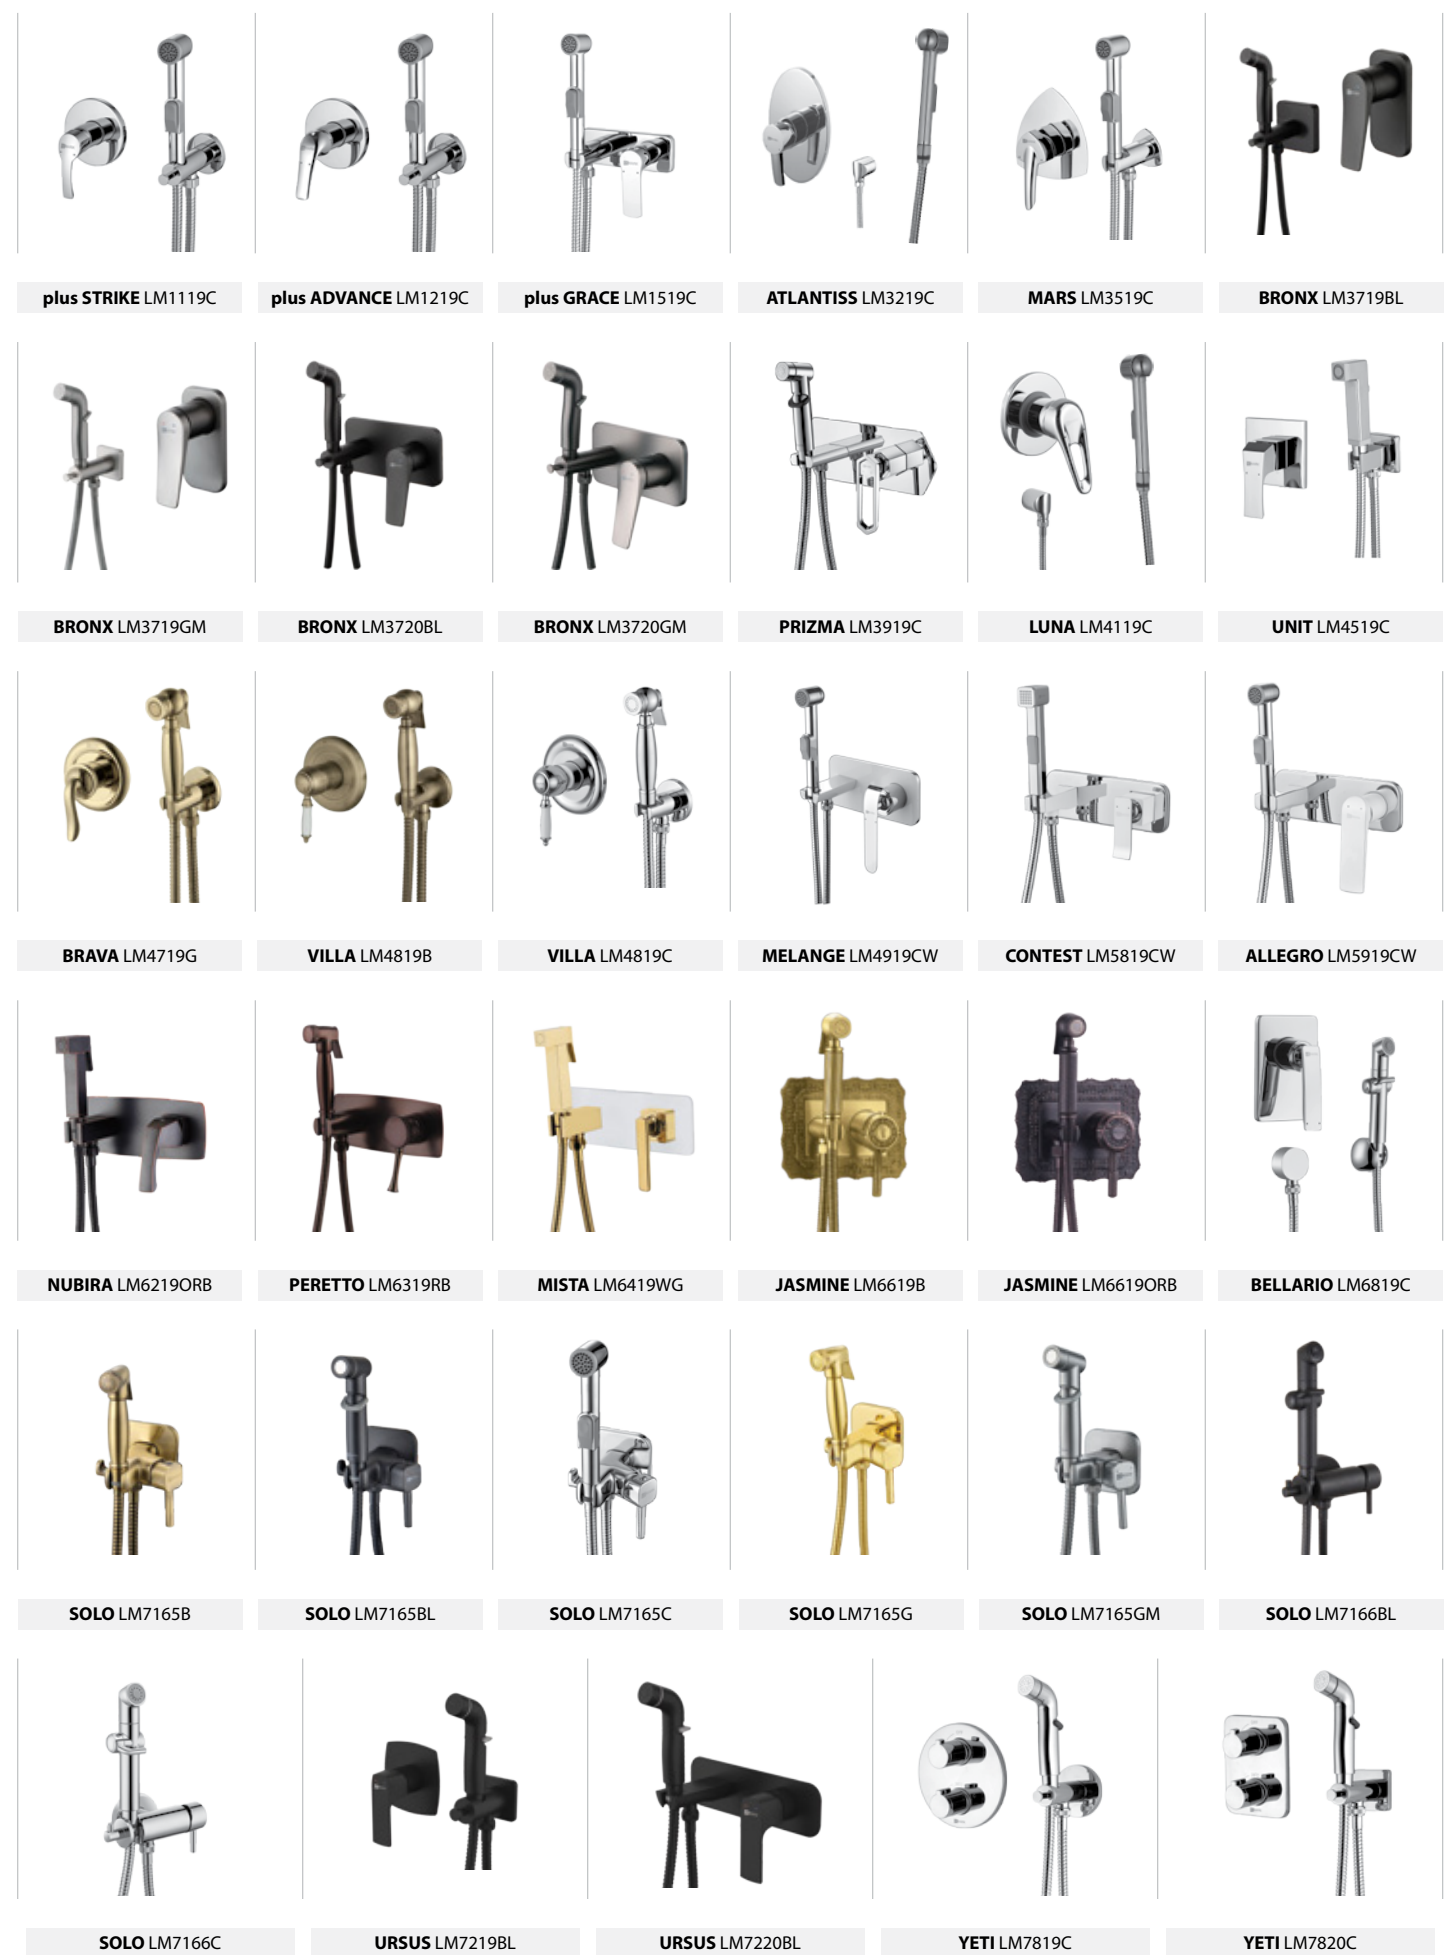 plus STRIKE LM1119C
plus ADVANCE LM1219C
plus GRACE LM1519C
ATLANTISS LM3219C
MARS LM3519C
BRONX LM3719BL
BRONX LM3719GM
BRONX LM3720BL
BRONX LM3720GM
PRIZMA LM3919C
LUNA LM4119C
UNIT LM4519C
BRAVA LM4719G
VILLA LM4819B
VILLA LM4819C
MELANGE LM4919CW
CONTEST LM5819CW
ALLEGRO LM5919CW
NUBIRA LM6219ORB
PERETTO LM6319RB
MISTA LM6419WG
JASMINE LM6619B
JASMINE LM6619ORB
BELLARIO LM6819C
SOLO LM7165B
SOLO LM7165BL
SOLO LM7165C
SOLO LM7165G
SOLO LM7165GM
SOLO LM7166BL
SOLO LM7166C
URSUS LM7219BL
URSUS LM7220BL
YETI LM7819C
YETI LM7820C